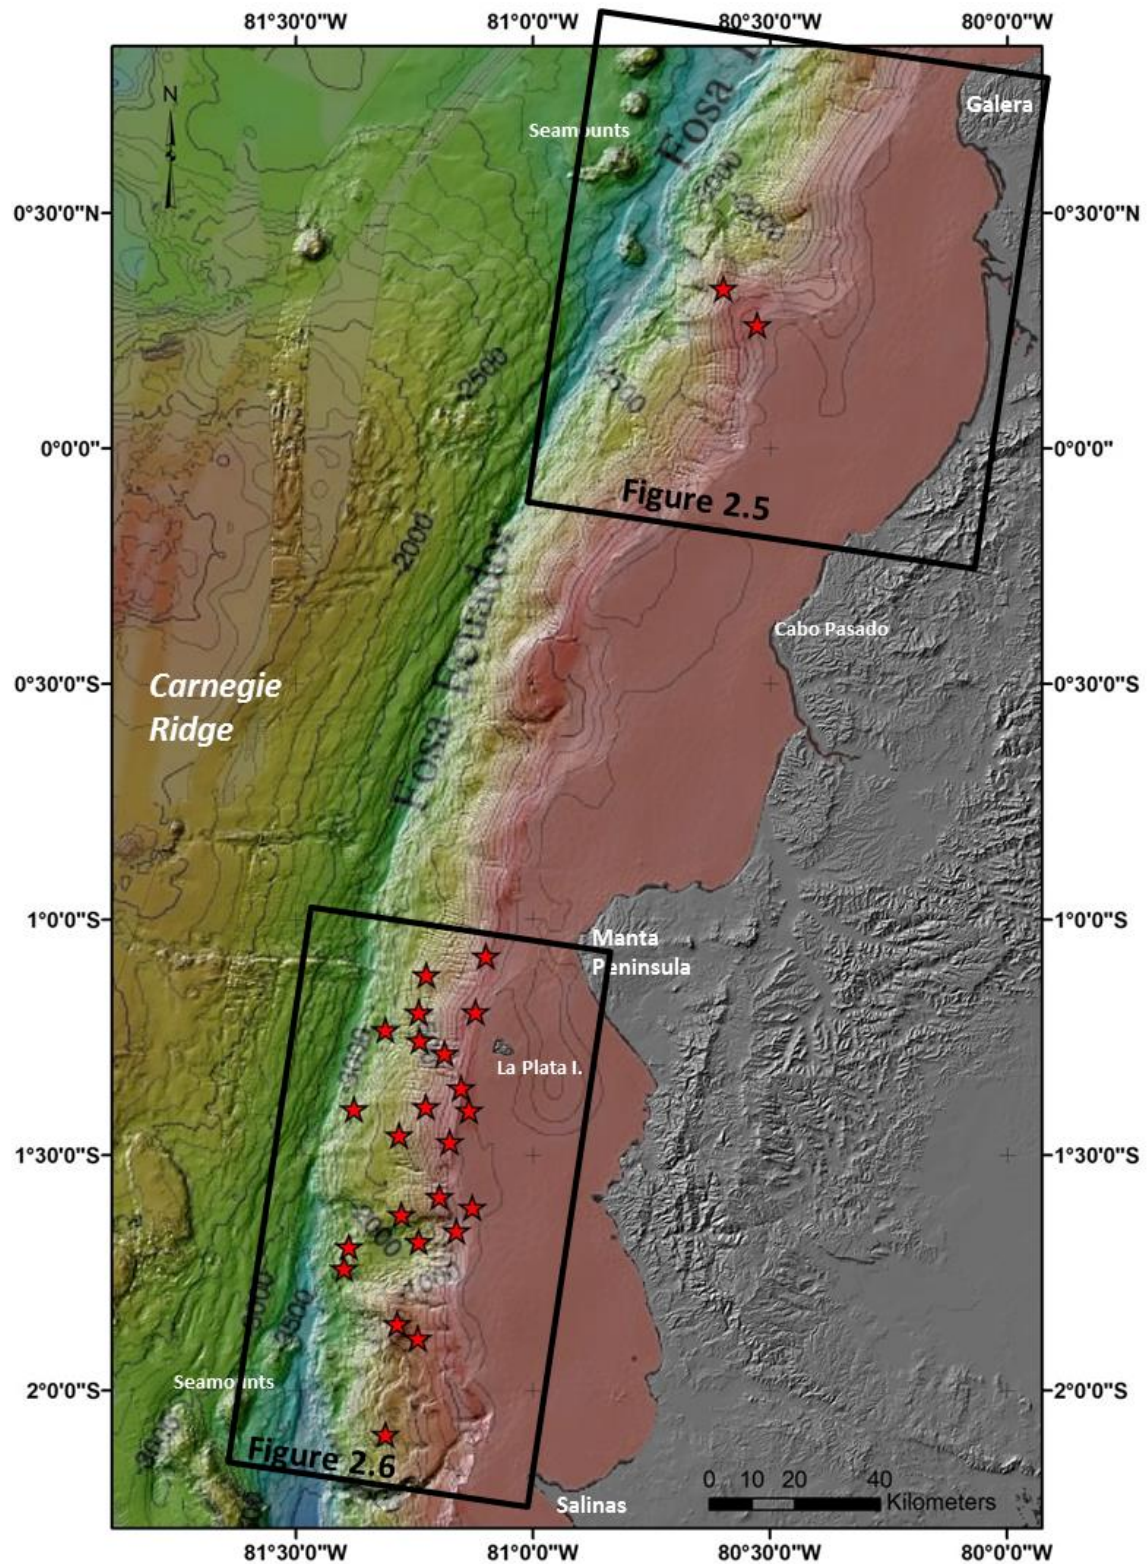 81°30'0"W 81°0'0"W 80°30'0"W 80°0'0"W
N
Galera
Seamounts
Fosa
0°30'0"N 0°30'0"N
2500
2500
0°0'0" 0°0'0"
Figure 2.5
2000
Cabo Pasado
Fosa Ecuador
0°30'0"S 0°30'0"S
Carnegie
Ridge
1°0'0"S 1°0'0"S
Manta
Peninsula
La Plata I.
1°30'0"S 1°30'0"S
3500
3500
Seamounts
2°0'0"S 2°0'0"S
Figure 2.6
0 10 20 40
Kilometers
Salinas
81°30'0"W 81°0'0"W 80°30'0"W 80°0'0"W